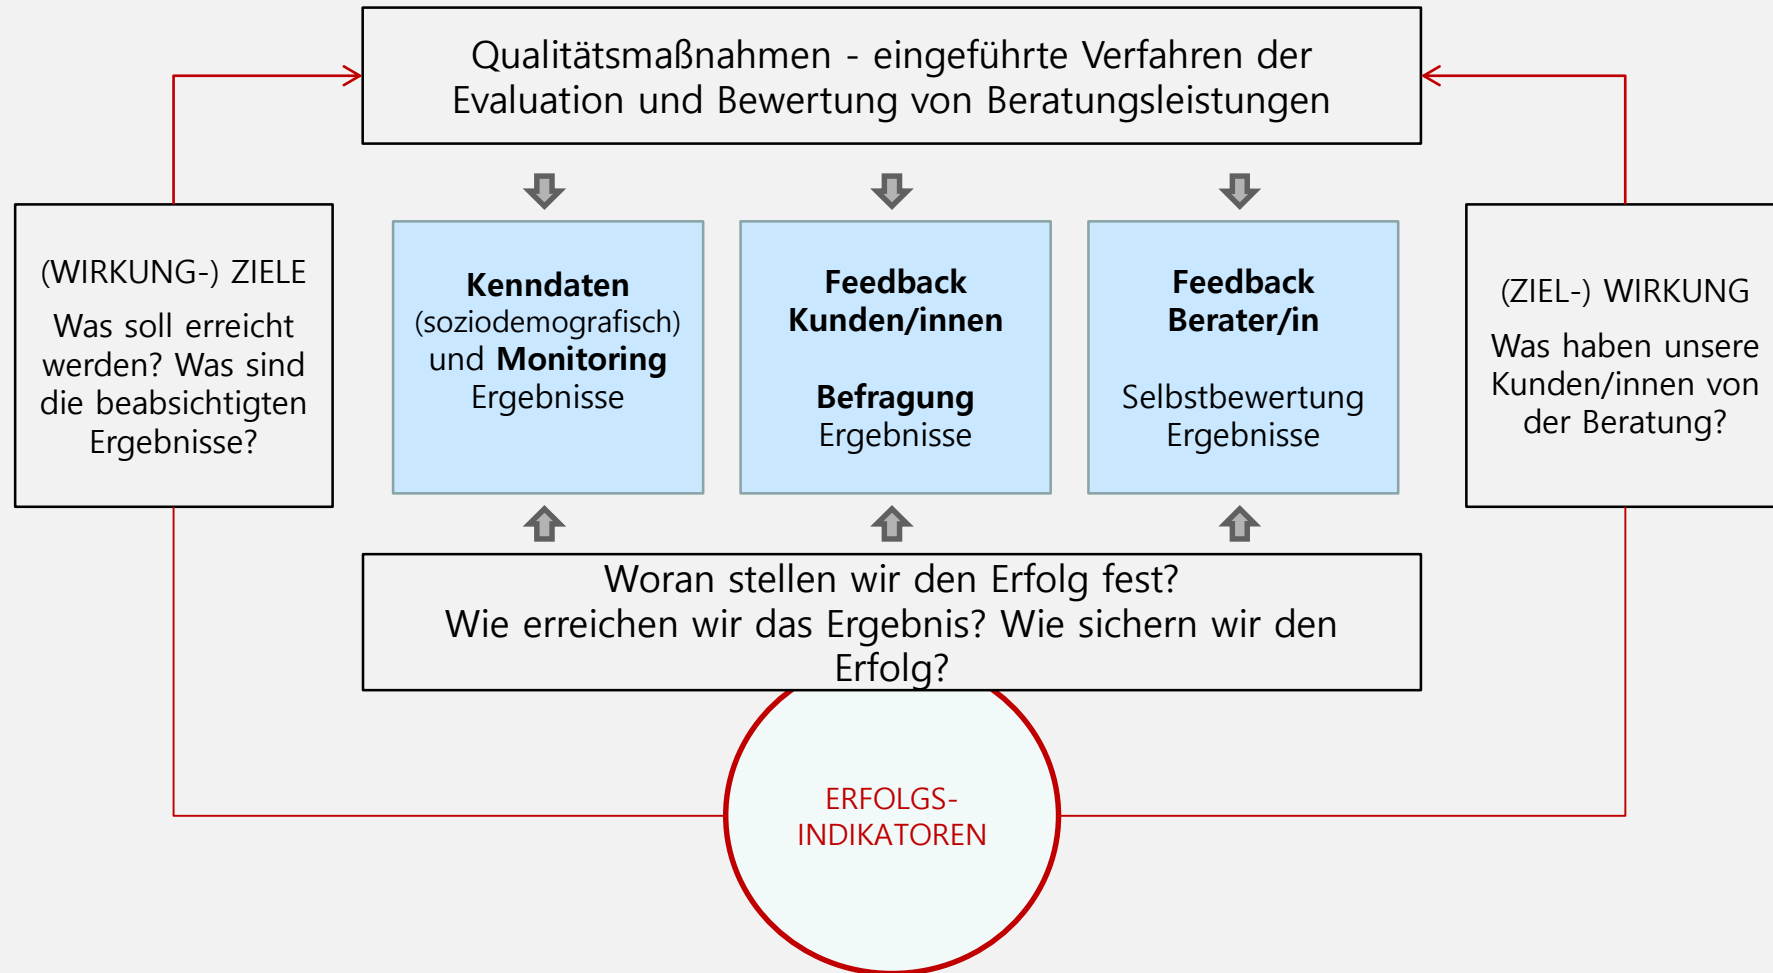 Qualitätsmaßnahmen - eingeführte Verfahren der
Evaluation und Bewertung von Beratungsleistungen
(WIRKUNG-) ZIELE
Was soll erreicht
werden? Was sind
die beabsichtigten
Ergebnisse?
Kenndaten
(soziodemografisch)
und Monitoring
Ergebnisse
Feedback
Kunden/innen
Befragung
Ergebnisse
Feedback
Berater/in
Selbstbewertung
Ergebnisse
(ZIEL-) WIRKUNG
Was haben unsere
Kunden/innen von
der Beratung?
Woran stellen wir den Erfolg fest?
Wie erreichen wir das Ergebnis? Wie sichern wir den
Erfolg?
ERFOLGS-
INDIKATOREN